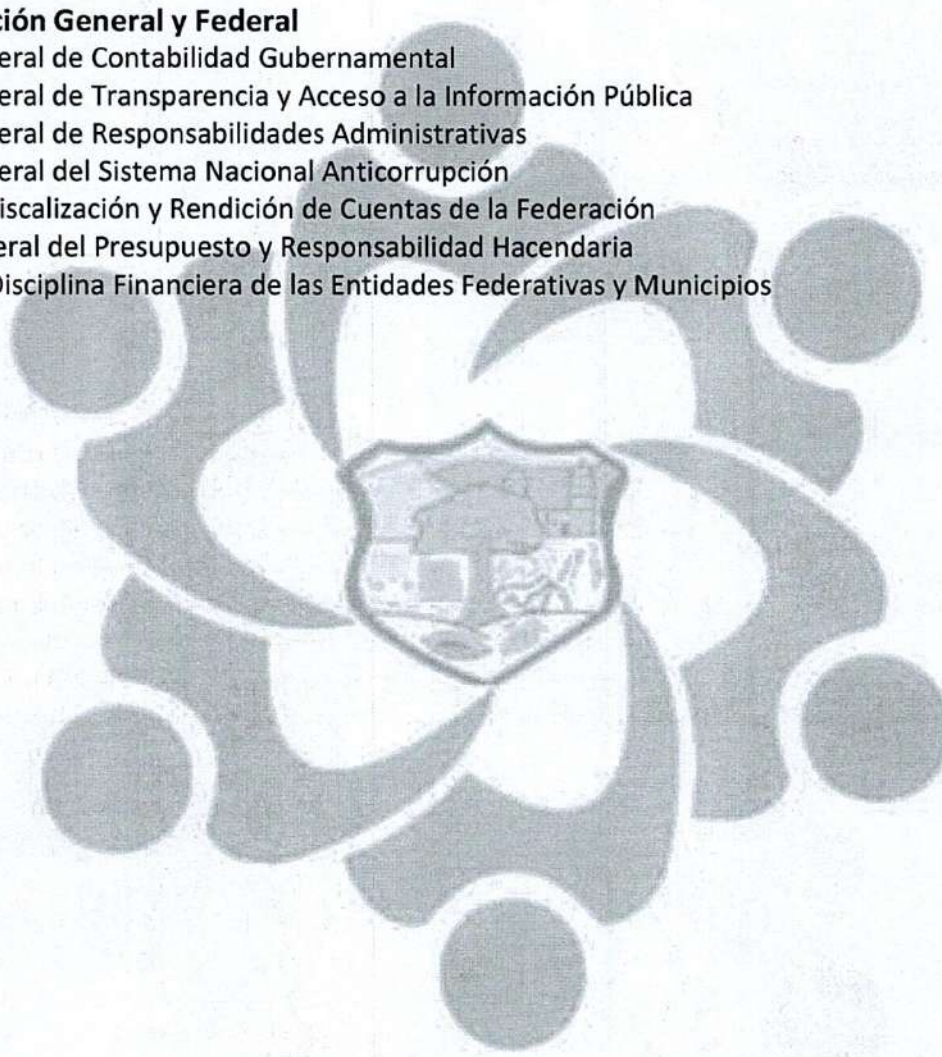 ción General y Federal
eral de Contabilidad Gubernamental
eral de Transparencia y Acceso a la Información Pública
eral de Responsabilidades Administrativas
eral del Sistema Nacional Anticorrupción
iscalización y Rendición de Cuentas de la Federación
eral del Presupuesto y Responsabilidad Hacendaria
Disciplina Financiera de las Entidades Federativas y Municipios